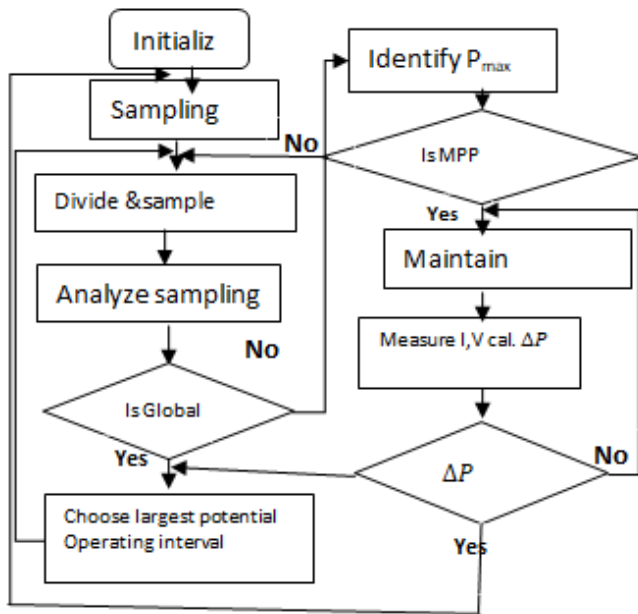 Initializ
Sampling
Divide &sample
Analyze sampling
No
Is Global
Yes
Choose largest potential
Operating interval
Identify Pmax
No
Is MPP
Yes
Maintain
Measure I,V cal. ΔP
ΔP
No
Yes